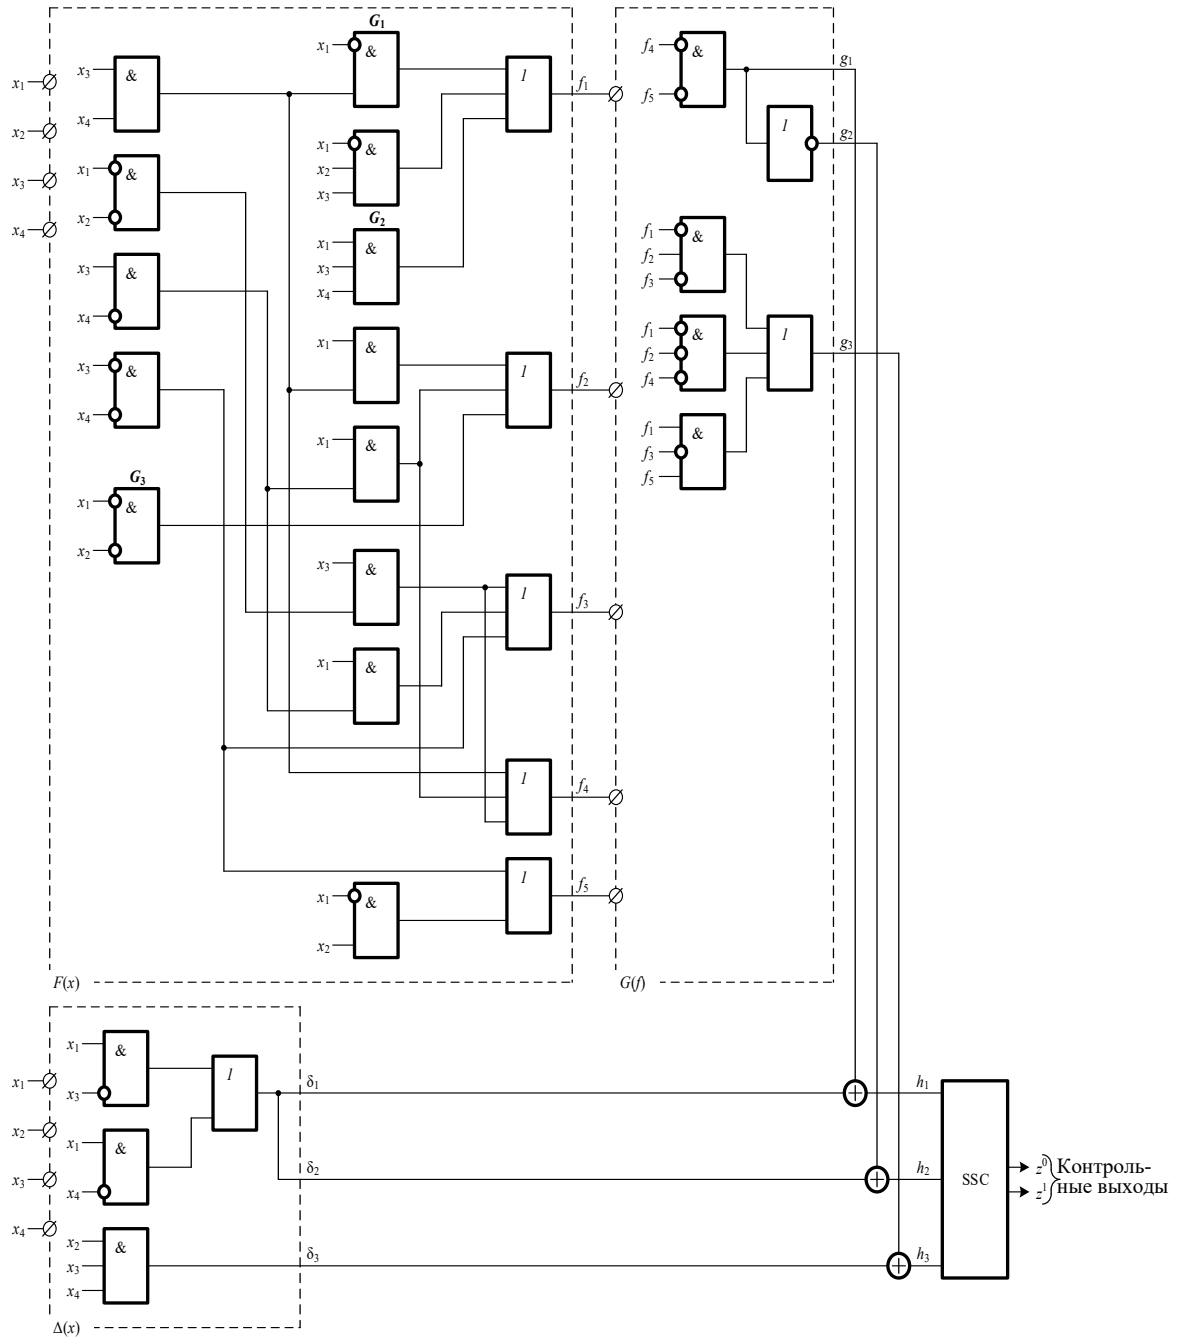 x1
x2
x3
x4
x3
x4
&
x1
x2
&
x3
x4
&
x3
x4
&
G3
x1
x2
&
G1
x1
&
x1
x2
x3
&
G2
x1
x3
x4
&
x1
&
x1
&
x3
&
x1
&
x1
x2
&
1
f1
1
f2
1
f3
1
f4
1
f5
F(x)
f4
f5
&
g1
1
g2
f1
f2
f3
&
f1
f2
f4
&
f1
f3
f5
&
1
g3
G(f)
x1
x2
x3
x4
x1
x3
&
x1
x4
&
x2
x3
x4
&
1
δ1
δ2
δ3
Δ(x)
h1
h2
h3
SSC
z⁰
z¹
Контроль-
ные выходы